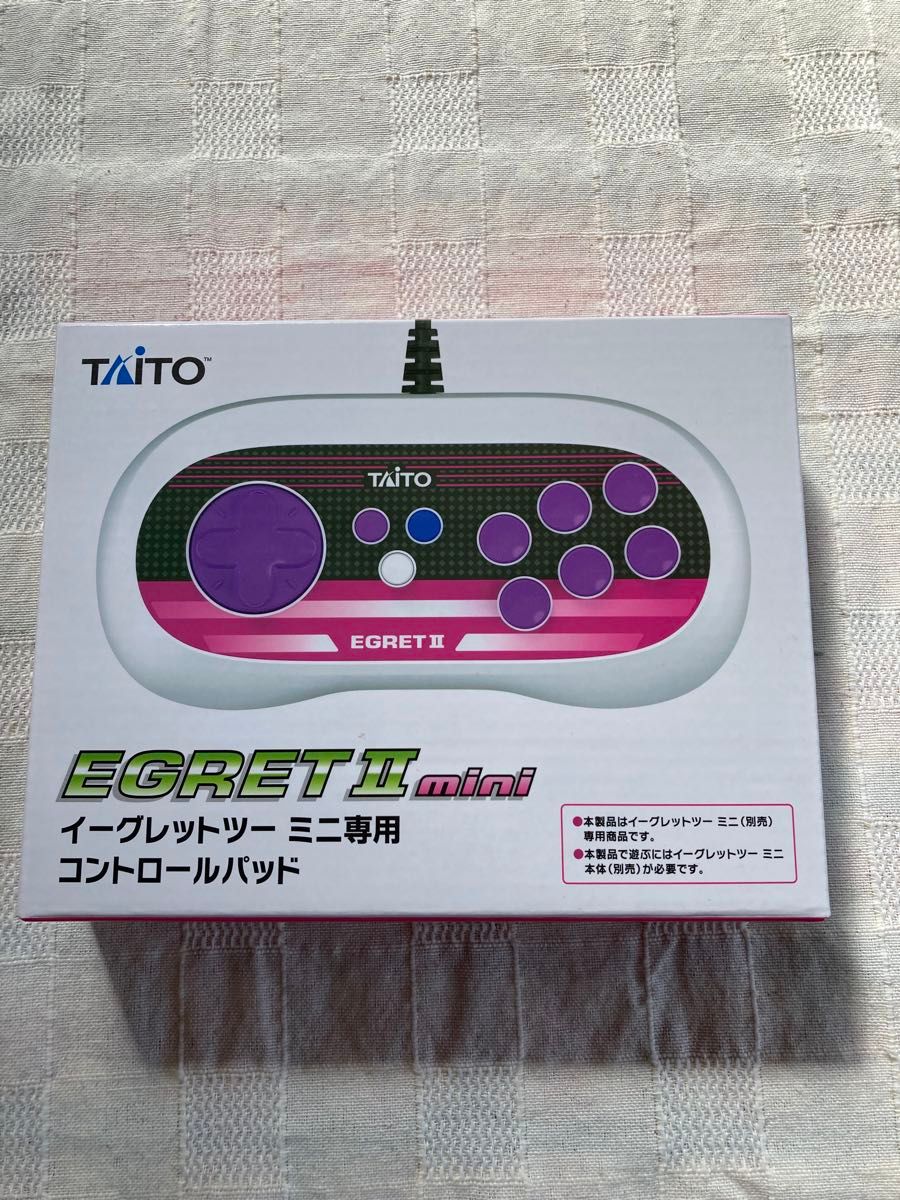 TAiTO™
TAiTO
EGRET II
EGRET II mini
イーグレットツー ミニ専用
コントロールパッド
●本製品はイーグレットツー ミニ(別売)
専用商品です。
●本製品で遊ぶにはイーグレットツー ミニ
本体(別売)が必要です。